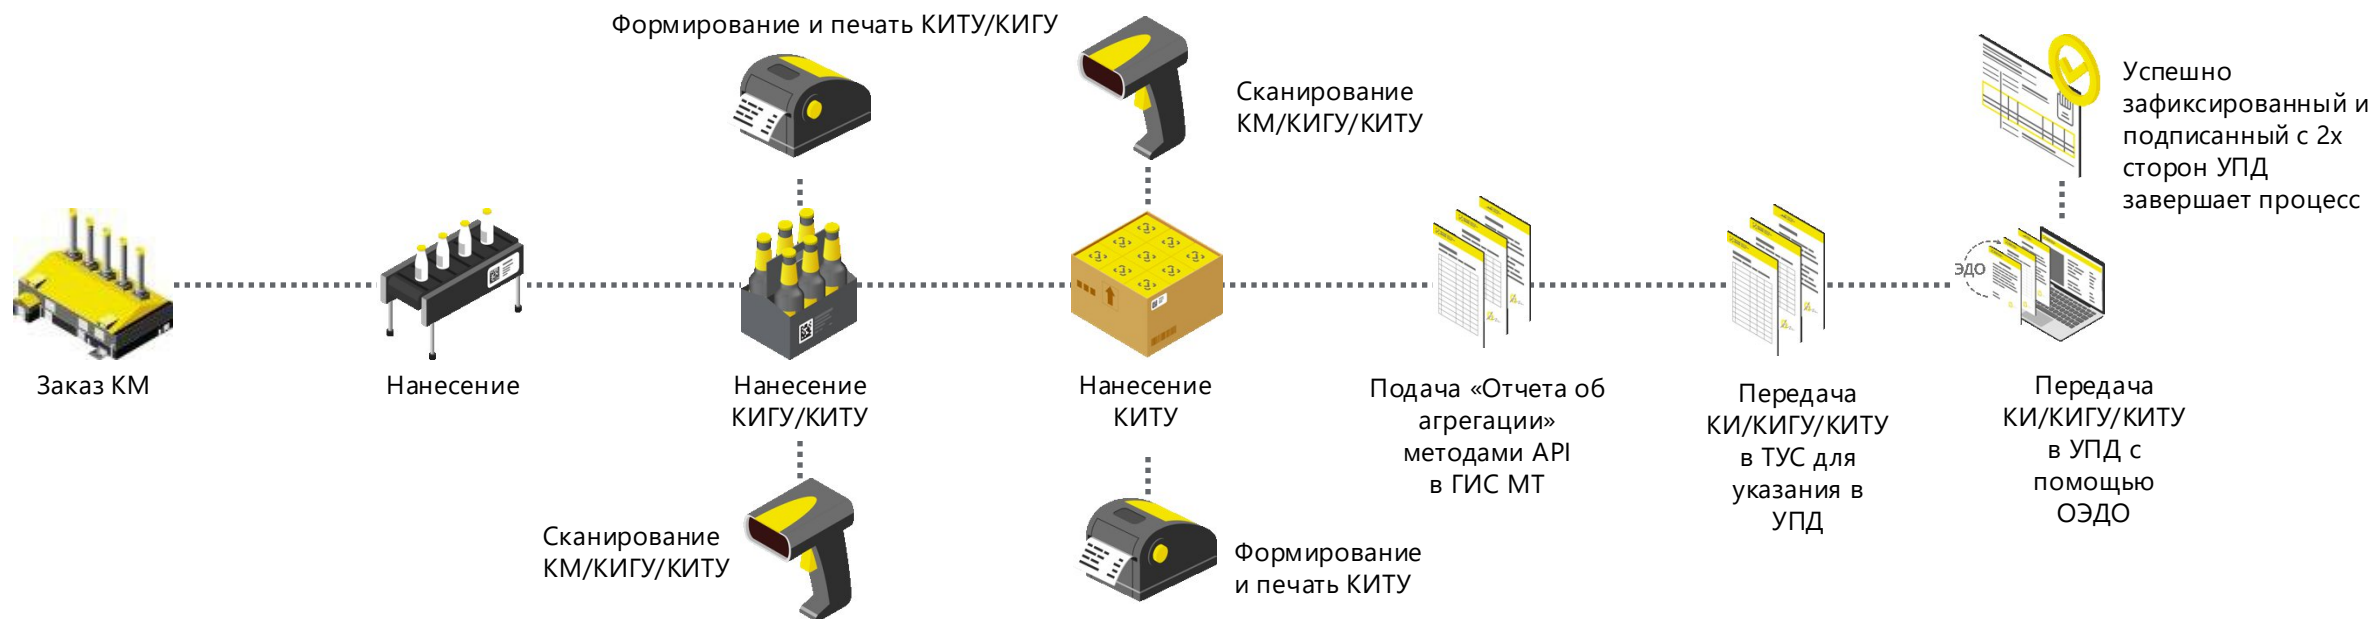 Формирование и печать КИТУ/КИГУ
Сканирование
КМ/КИГУ/КИТУ
Успешно
зафиксированный и
подписанный с 2х
сторон УПД
завершает процесс
ЭДО
Заказ КМ
Нанесение
Нанесение
КИГУ/КИТУ
Нанесение
КИТУ
Подача «Отчета об
агрегации»
методами API
в ГИС МТ
Передача
КИ/КИГУ/КИТУ
в ТУС для
указания в
УПД
Передача
КИ/КИГУ/КИТУ
в УПД с
помощью
ОЭДО
Сканирование
КМ/КИГУ/КИТУ
Формирование
и печать КИТУ